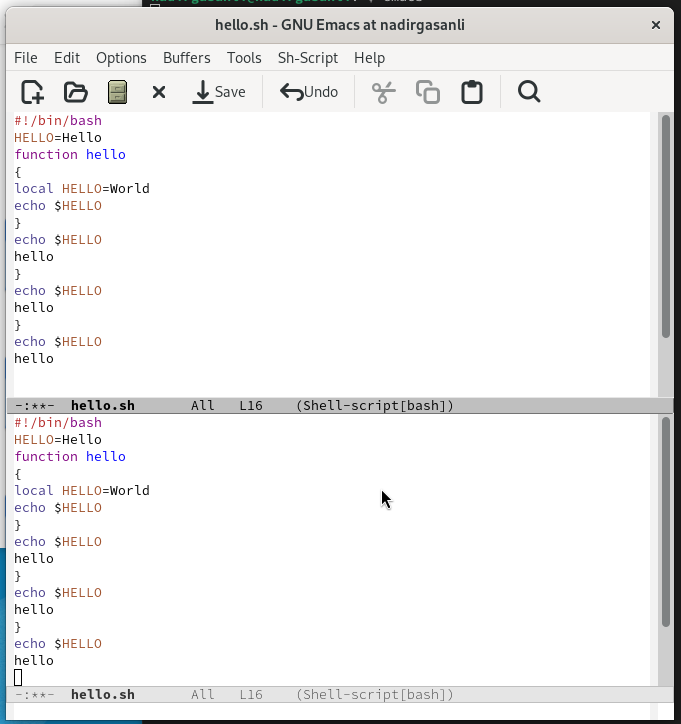 hello.sh - GNU Emacs at nadirgasanli
File Edit Options Buffers Tools Sh-Script Help
Save Undo
#!/bin/bash
HELLO=Hello
function hello
{
local HELLO=World
echo $HELLO
}
echo $HELLO
hello
}
echo $HELLO
hello
}
echo $HELLO
hello
-:**- hello.sh All L16 (Shell-script[bash])
#!/bin/bash
HELLO=Hello
function hello
{
local HELLO=World
echo $HELLO
}
echo $HELLO
hello
}
echo $HELLO
hello
}
echo $HELLO
hello
-:**- hello.sh All L16 (Shell-script[bash])